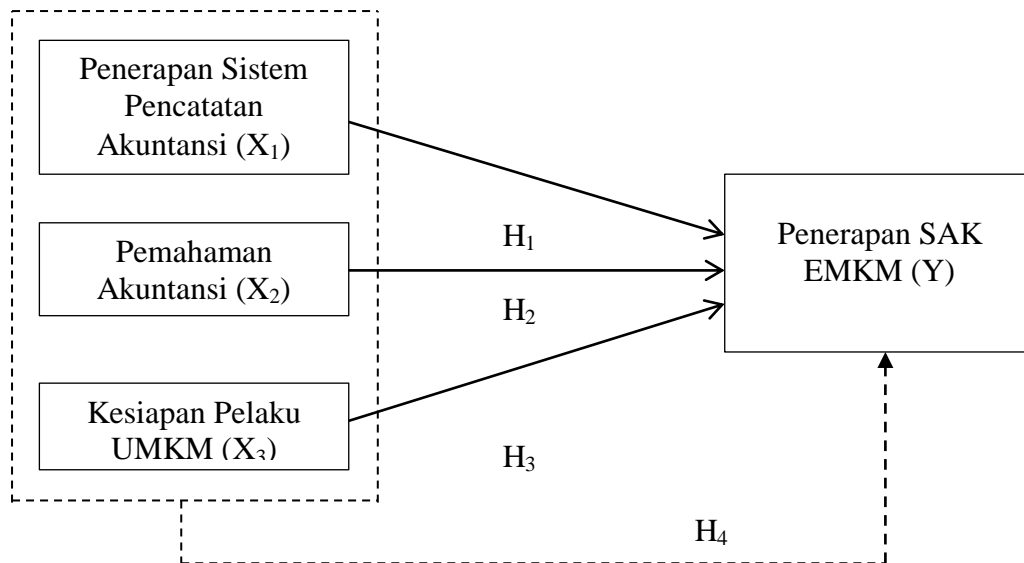 Penerapan Sistem
Pencatatan
Akuntansi (X₁)
Pemahaman
Akuntansi (X₂)
Kesiapan Pelaku
UMKM (X₃)
H₁
H₂
H₃
H₄
Penerapan SAK
EMKM (Y)